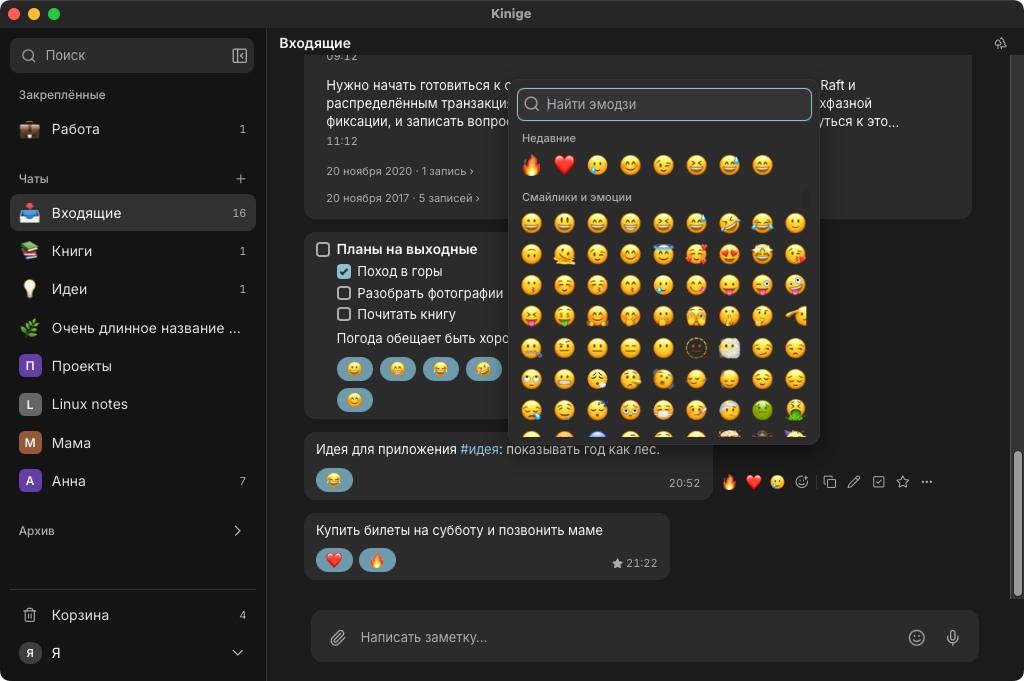 Kinige
Поиск
Закреплённые
Работа 1
Чаты
Входящие 16
Книги 1
Идеи 1
Очень длинное название ...
П Проекты
L Linux notes
М Мама
А Анна 7
Архив
Корзина 4
Я Я
Входящие
09:12
Нужно начать готовиться к Raft и
распределённым хфазной
фиксации, и записать к это...
11:12
20 ноября 2020 · 1 запись ›
20 ноября 2017 · 5 записей ›
Найти эмодзи
Недавние
Смайлики и эмоции
Планы на выходные
Поход в горы
Разобрать фотографии
Почитать книгу
Погода обещает быть
Идея для приложения #идея: показывать год как лес.
20:52
Купить билеты на субботу и позвонить маме
21:22
Написать заметку...